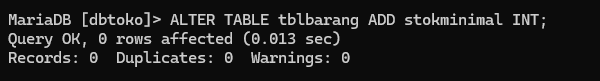 MariaDB [dbtoko]> ALTER TABLE tblbarang ADD stokminimal INT;
Query OK, 0 rows affected (0.013 sec)
Records: 0  Duplicates: 0  Warnings: 0